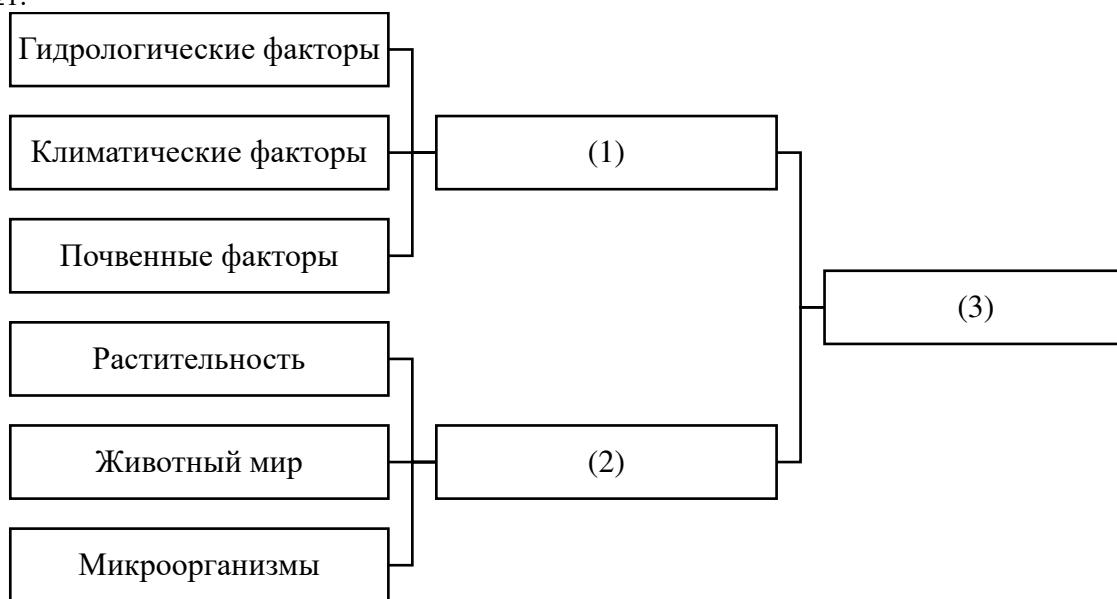 Гидрологические факторы
Климатические факторы
(1)
Почвенные факторы
(3)
Растительность
Животный мир
(2)
Микроорганизмы